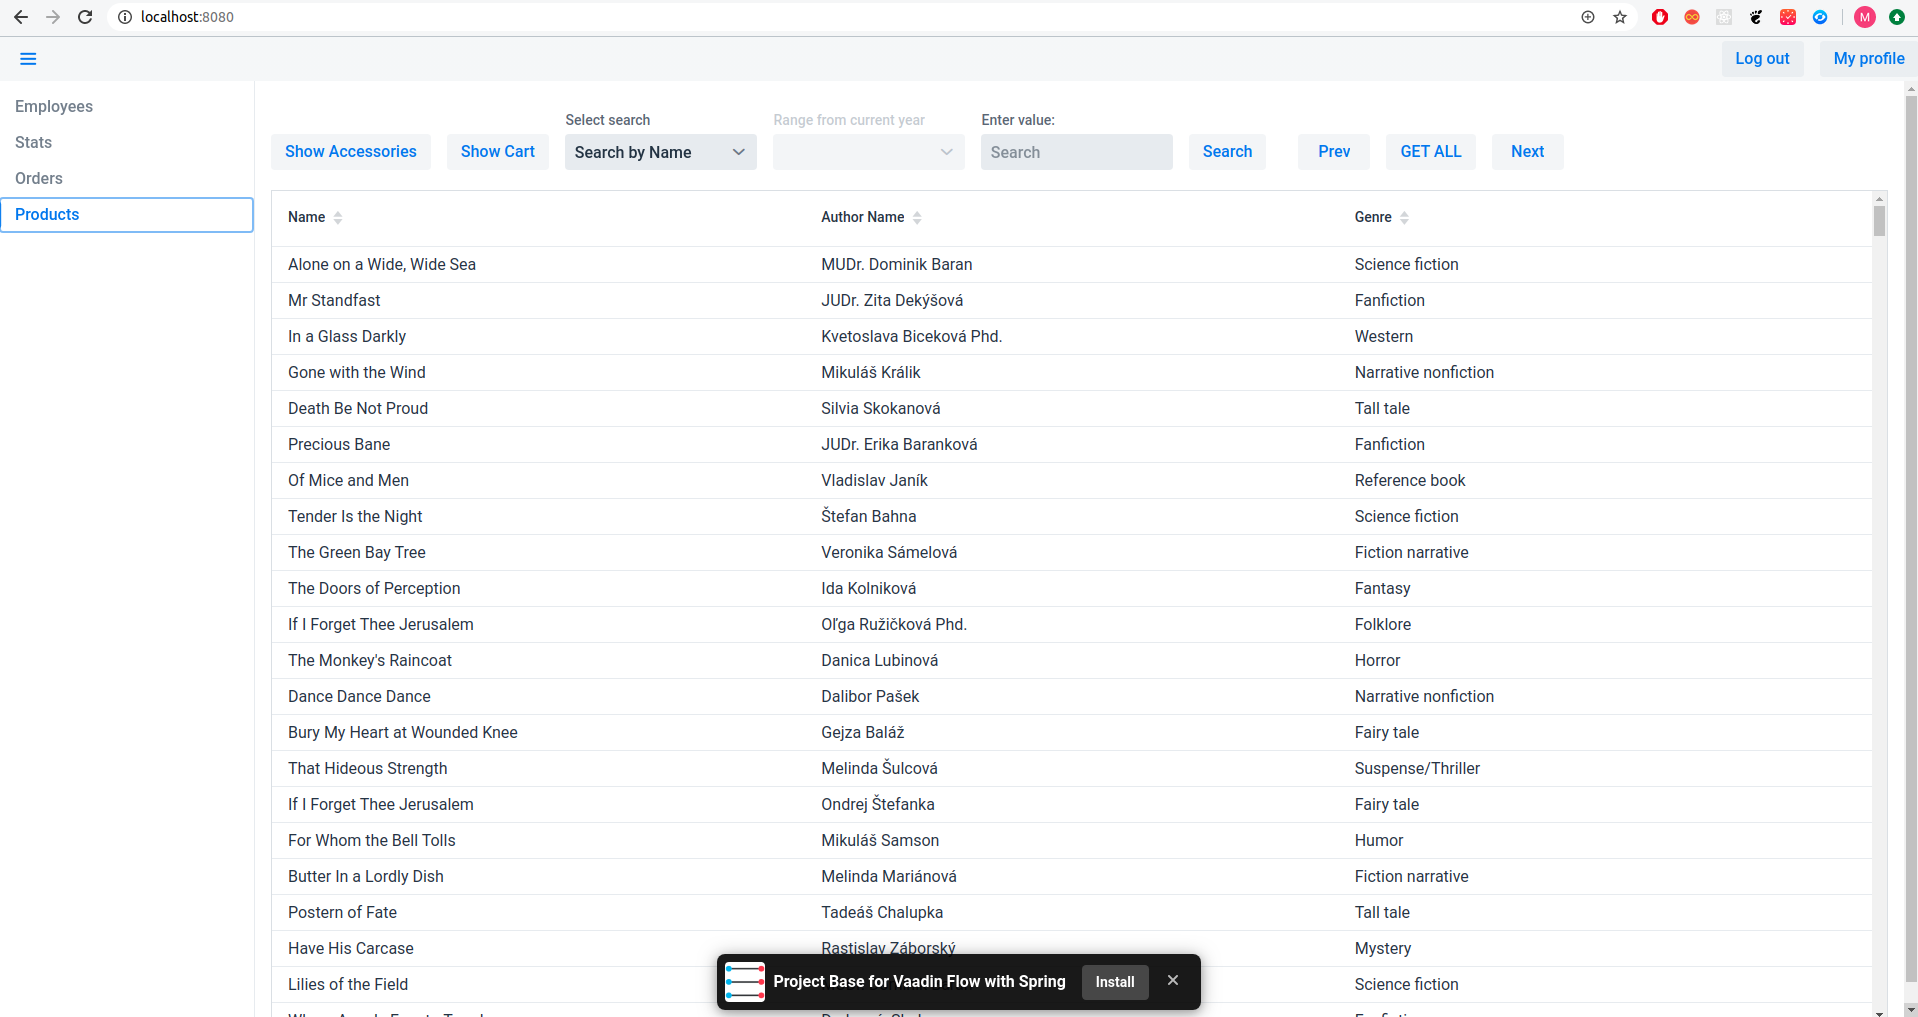 localhost:8080
M
Log out My profile
Employees
Stats
Orders
Products
Select search Range from current year Enter value:
Show Accessories Show Cart Search by Name Search Search Prev GET ALL Next
Name Author Name Genre
Alone on a Wide, Wide Sea MUDr. Dominik Baran Science fiction
Mr Standfast JUDr. Zita Dekýšová Fanfiction
In a Glass Darkly Kvetoslava Biceková Phd. Western
Gone with the Wind Mikuláš Králik Narrative nonfiction
Death Be Not Proud Silvia Skokanová Tall tale
Precious Bane JUDr. Erika Baranková Fanfiction
Of Mice and Men Vladislav Janík Reference book
Tender Is the Night Štefan Bahna Science fiction
The Green Bay Tree Veronika Sámelová Fiction narrative
The Doors of Perception Ida Kolniková Fantasy
If I Forget Thee Jerusalem Oľga Ružičková Phd. Folklore
The Monkey's Raincoat Danica Lubinová Horror
Dance Dance Dance Dalibor Pašek Narrative nonfiction
Bury My Heart at Wounded Knee Gejza Baláž Fairy tale
That Hideous Strength Melinda Šulcová Suspense/Thriller
If I Forget Thee Jerusalem Ondrej Štefanka Fairy tale
For Whom the Bell Tolls Mikuláš Samson Humor
Butter In a Lordly Dish Melinda Mariánová Fiction narrative
Postern of Fate Tadeáš Chalupka Tall tale
Have His Carcase Rastislav Záborský Mystery
Lilies of the Field Science fiction
Project Base for Vaadin Flow with Spring Install